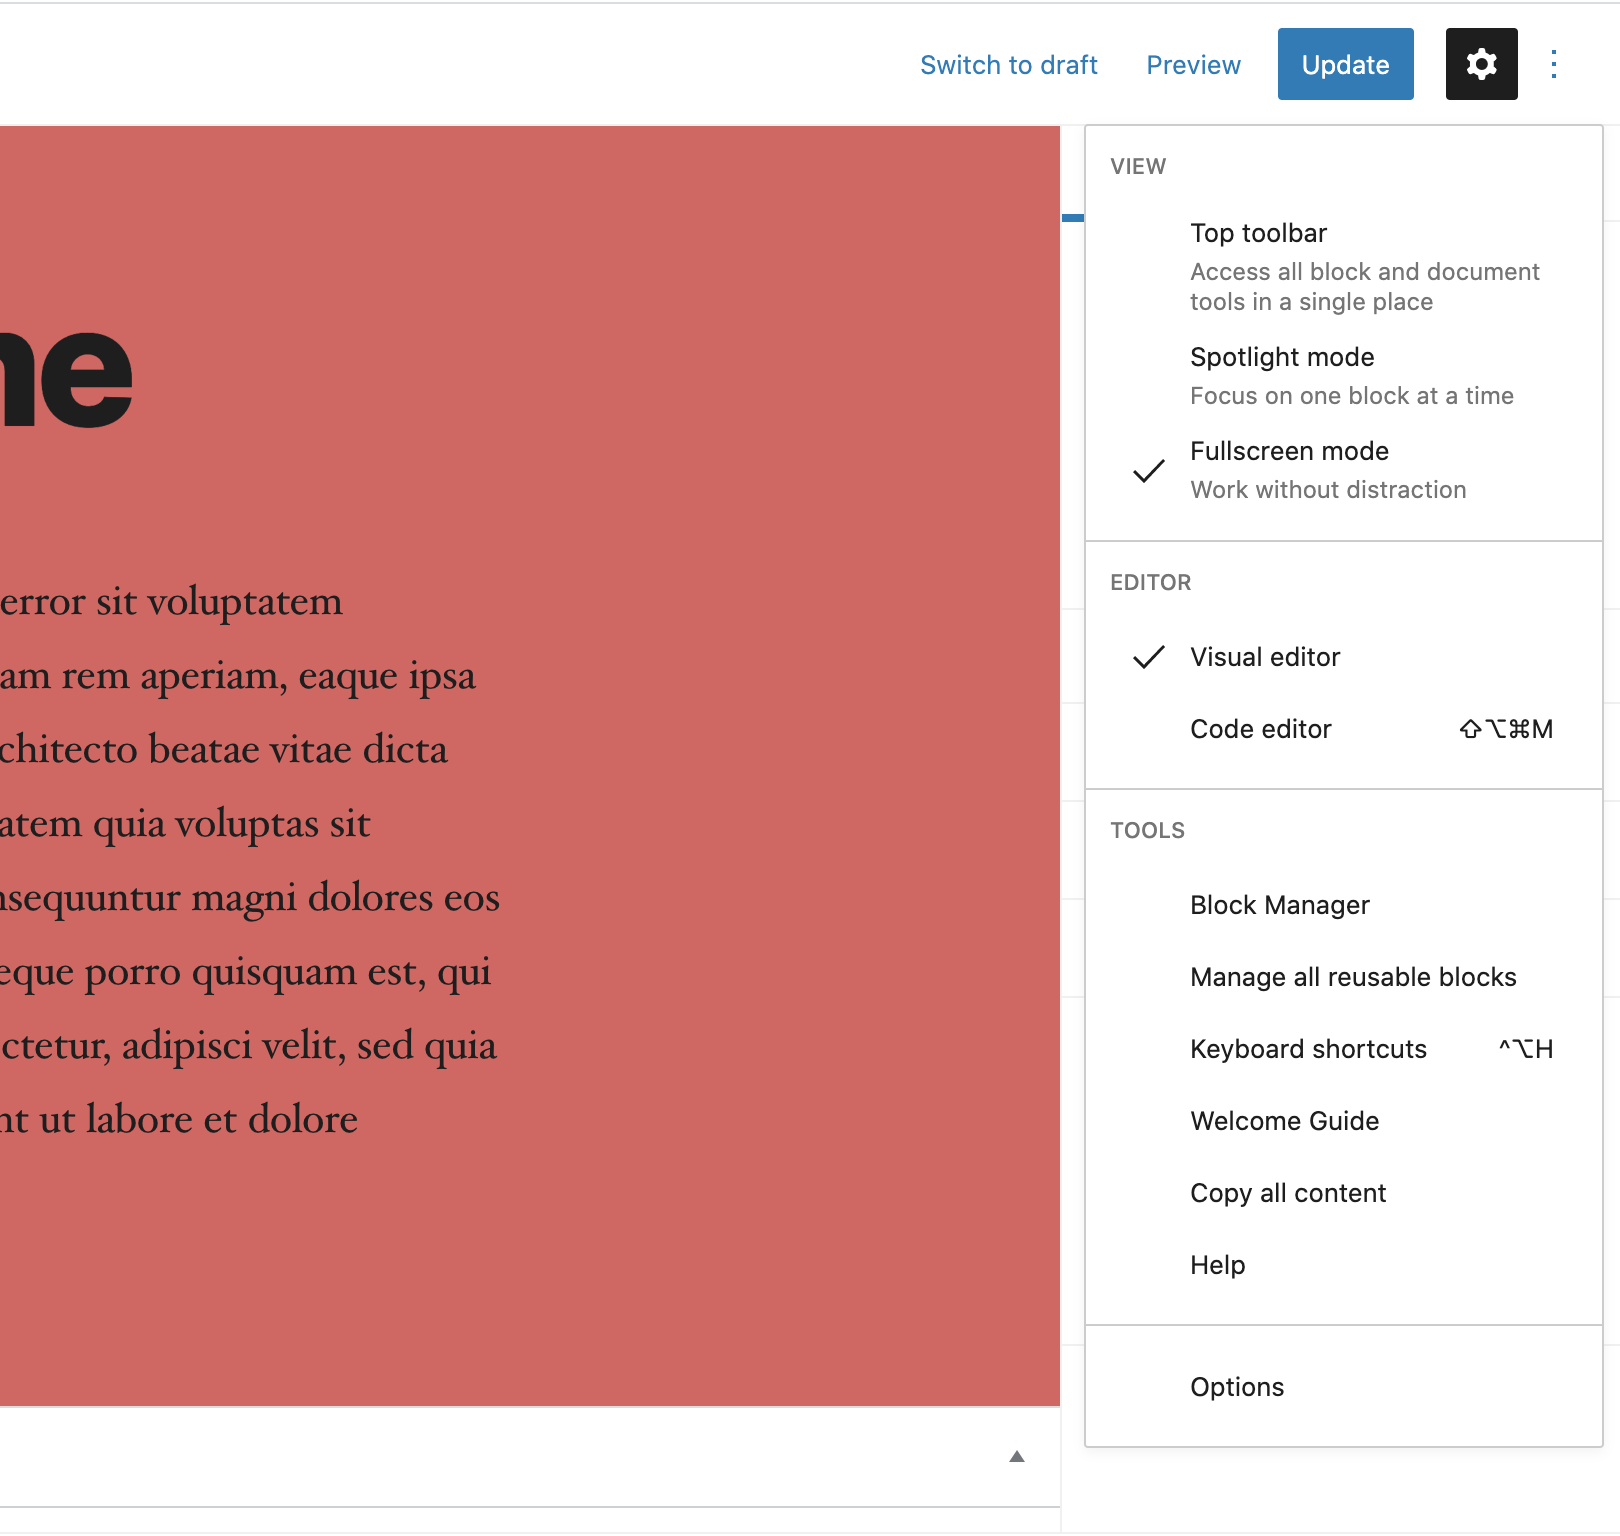 Switch to draft
Preview
Update
error sit voluptatem
am rem aperiam, eaque ipsa
chitecto beatae vitae dicta
atem quia voluptas sit
nsequuntur magni dolores eos
eque porro quisquam est, qui
ctetur, adipisci velit, sed quia
nt ut labore et dolore
VIEW
Top toolbar
Access all block and document
tools in a single place
Spotlight mode
Focus on one block at a time
Fullscreen mode
Work without distraction
EDITOR
Visual editor
Code editor ⇧⌥⌘M
TOOLS
Block Manager
Manage all reusable blocks
Keyboard shortcuts ^⌥H
Welcome Guide
Copy all content
Help
Options